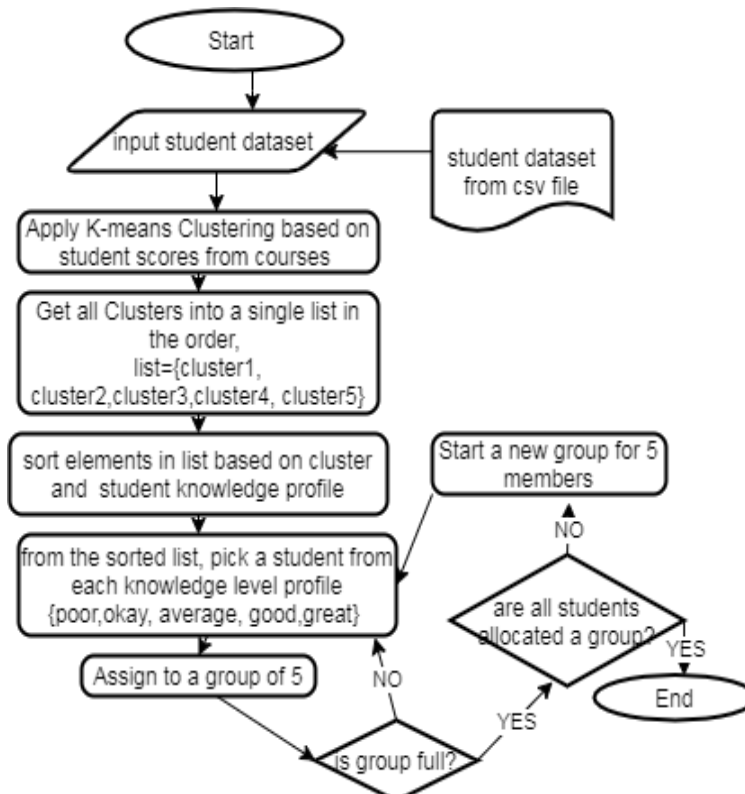 Start
input student dataset
student dataset
from csv file
Apply K-means Clustering based on
student scores from courses
Get all Clusters into a single list in
the order,
list={cluster1,
cluster2,cluster3,cluster4, cluster5}
sort elements in list based on cluster
and student knowledge profile
Start a new group for 5
members
from the sorted list, pick a student from
each knowledge level profile
{poor,okay, average, good,great}
NO
are all students
allocated a group?
YES
Assign to a group of 5
NO
End
YES
is group full?